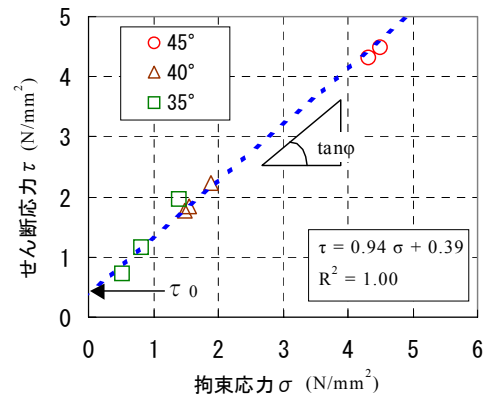 5
4
3
2
1
0
せん断応力τ (N/mm²)
45°
40°
35°
tanφ
τ = 0.94 σ + 0.39
R² = 1.00
τ 0
0 1 2 3 4 5 6
拘束応力σ (N/mm²)